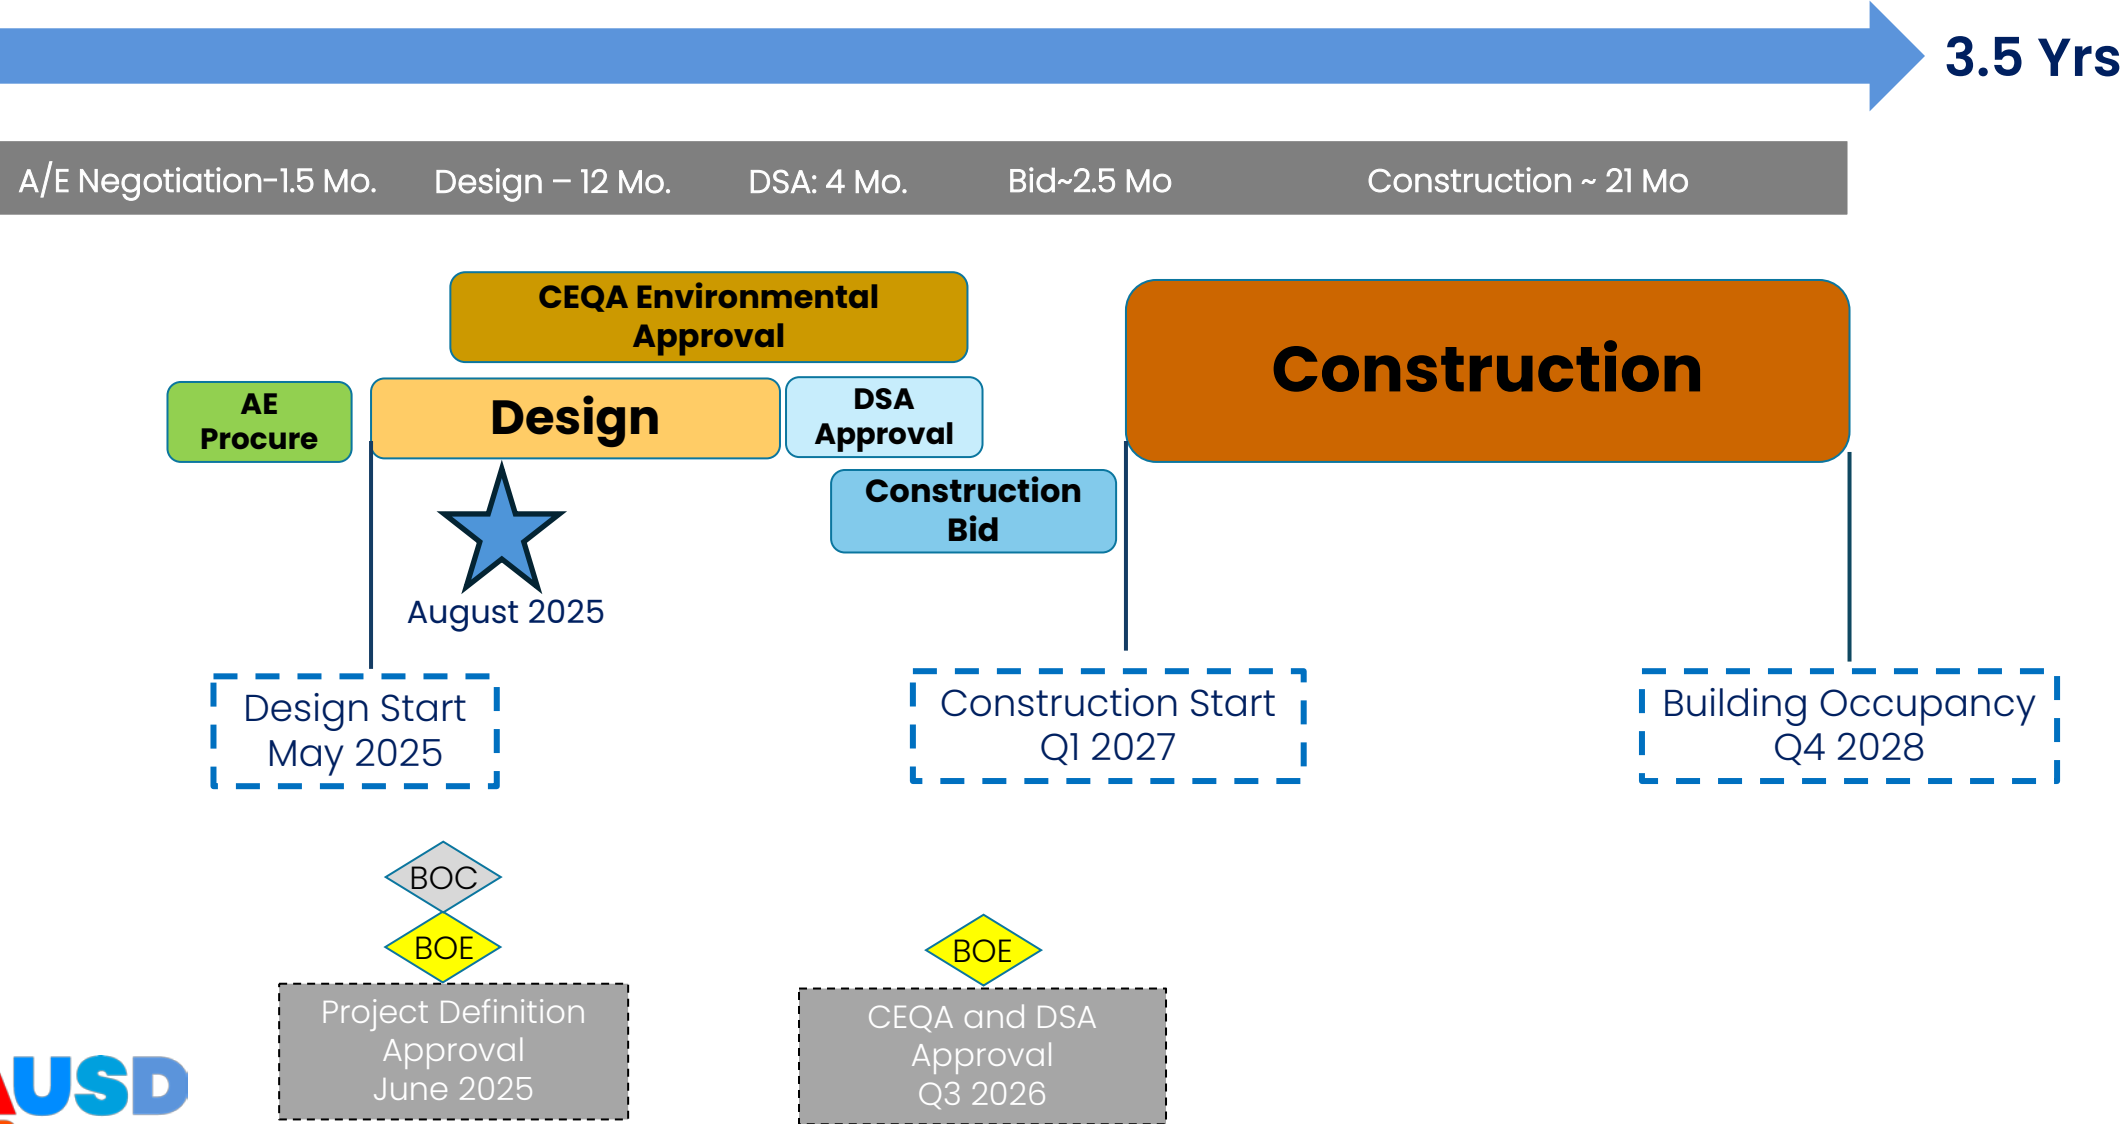 3.5 Yrs
A/E Negotiation-1.5 Mo.
Design – 12 Mo.
DSA: 4 Mo.
Bid~2.5 Mo
Construction ~ 21 Mo
CEQA Environmental
Approval
AE
Procure
Design
DSA
Approval
Construction
Construction
Bid
August 2025
Design Start
May 2025
Construction Start
Q1 2027
Building Occupancy
Q4 2028
BOC
BOE
Project Definition
Approval
June 2025
BOE
CEQA and DSA
Approval
Q3 2026
AUSD